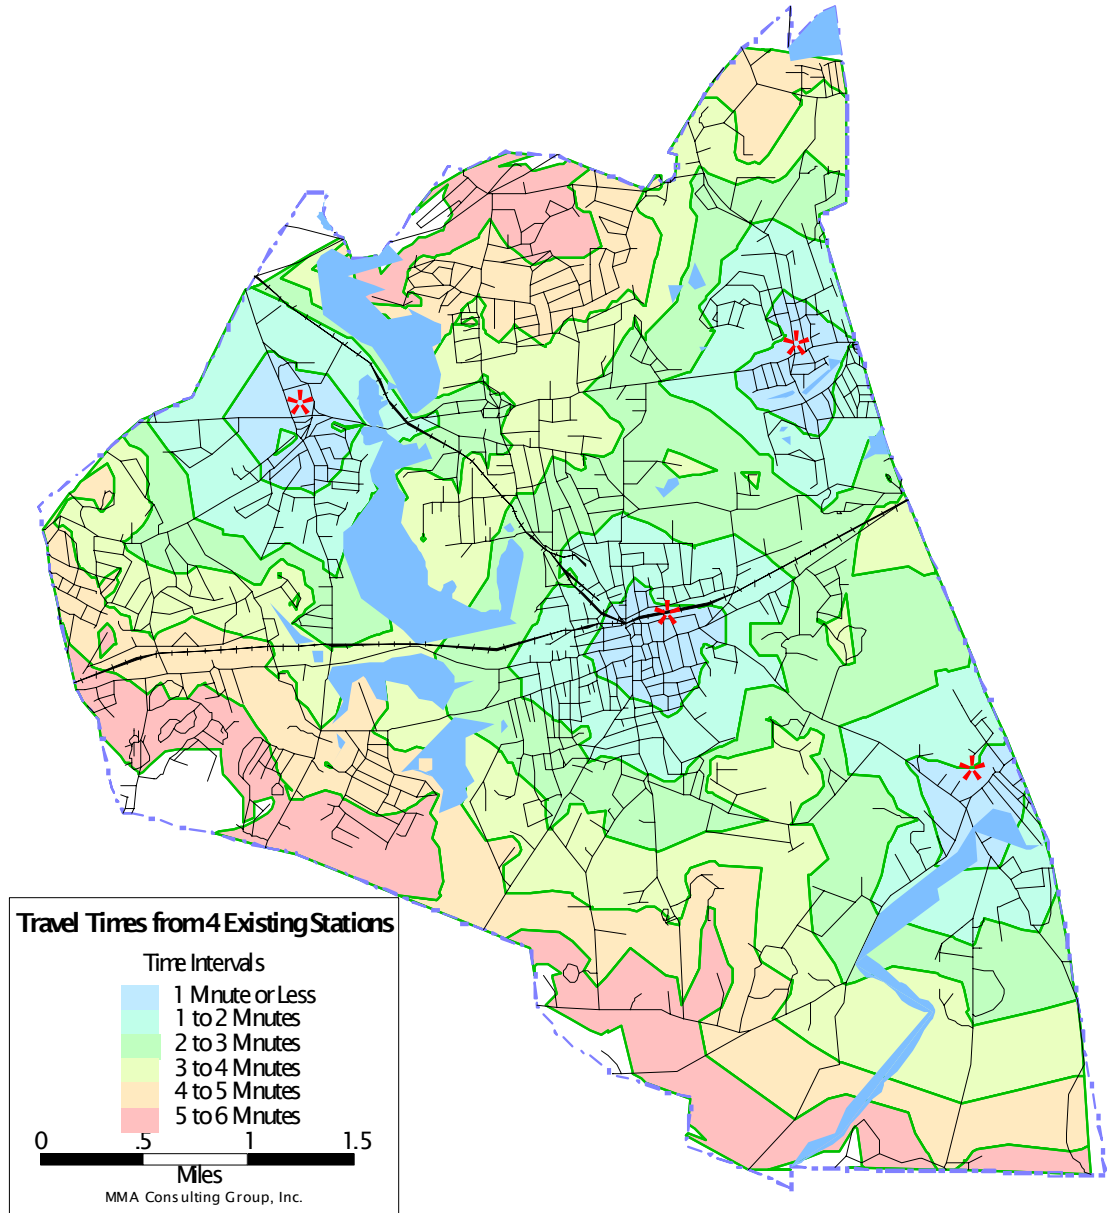 Travel Times from 4 Existing Stations
Time Intervals
1 Mnute or Less
1 to 2 Mnutes
2 to 3 Mnutes
3 to 4 Mnutes
4 to 5 Mnutes
5 to 6 Mnutes
0 .5 1 1.5
Miles
MMA Consulting Group, Inc.